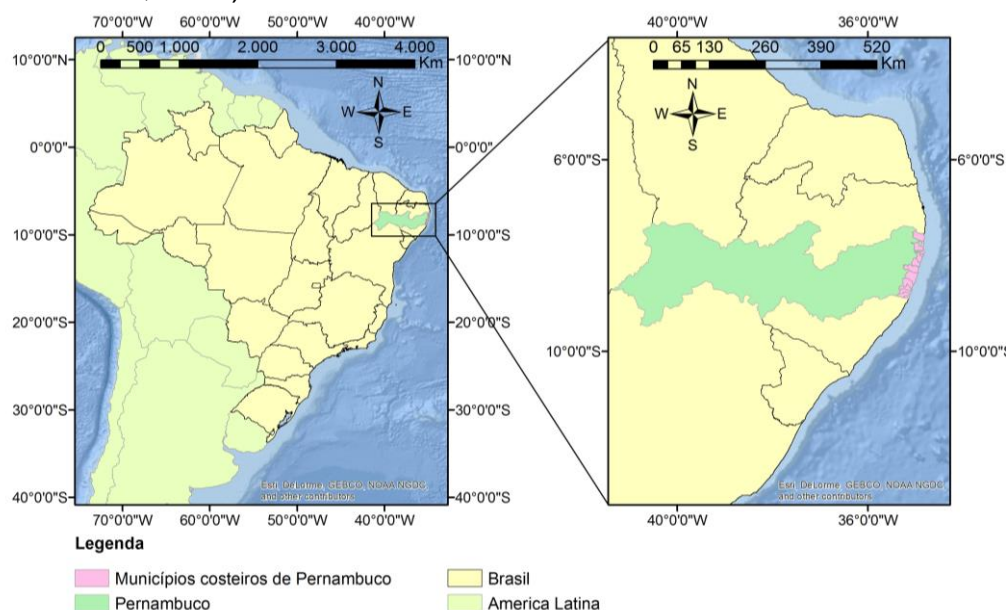 70°0'0"W 60°0'0"W 50°0'0"W 40°0'0"W
0 500 1.000 2.000 3.000 4.000
Km
10°0'0"N 10°0'0"N
N
W E
S
0°0'0" 0°0'0"
10°0'0"S 10°0'0"S
20°0'0"S 20°0'0"S
30°0'0"S 30°0'0"S
40°0'0"S 40°0'0"S
Esri, DeLorme, GEBCO, NOAA NGDC,
and other contributors
70°0'0"W 60°0'0"W 50°0'0"W 40°0'0"W
40°0'0"W 36°0'0"W
0 65 130 260 390 520
Km
N
W E
S
6°0'0"S 6°0'0"S
10°0'0"S 10°0'0"S
Esri, DeLorme, GEBCO, NOAA NGDC,
and other contributors
40°0'0"W 36°0'0"W
Legenda
Municípios costeiros de Pernambuco
Pernambuco
Brasil
America Latina